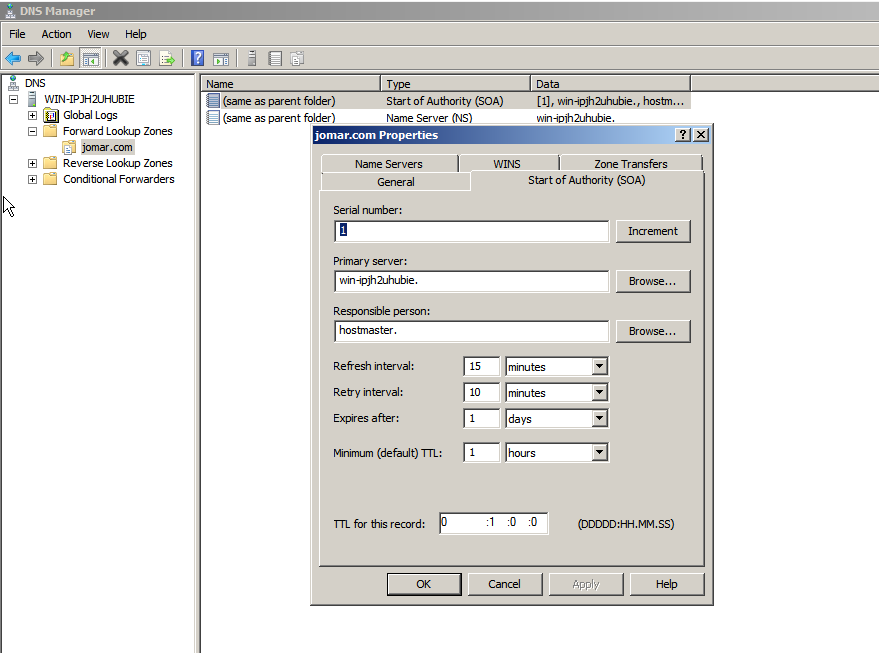 DNS Manager
File Action View Help
DNS
WIN-IPJH2UHUBIE
Global Logs
Forward Lookup Zones
jomar.com
Reverse Lookup Zones
Conditional Forwarders
Name Type Data
(same as parent folder) Start of Authority (SOA) [1], win-ipjh2uhubie., hostm...
(same as parent folder) Name Server (NS) win-ipjh2uhubie.
jomar.com Properties
Name Servers WINS Zone Transfers
General Start of Authority (SOA)
Serial number:
1 Increment
Primary server:
win-ipjh2uhubie. Browse...
Responsible person:
hostmaster. Browse...
Refresh interval: 15 minutes
Retry interval: 10 minutes
Expires after: 1 days
Minimum (default) TTL: 1 hours
TTL for this record: 0 :1 :0 :0 (DDDDD:HH.MM.SS)
OK Cancel Apply Help